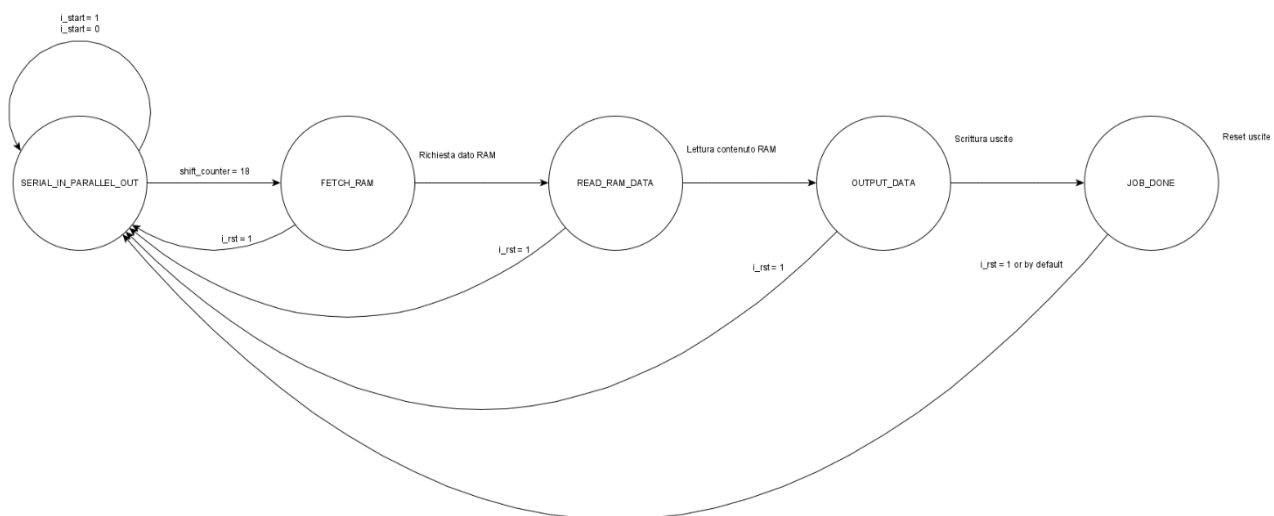 i_start = 1
i_start = 0
SERIAL_IN_PARALLEL_OUT
shift_counter = 18
FETCH_RAM
Richiesta dato RAM
READ_RAM_DATA
Lettura contenuto RAM
OUTPUT_DATA
Scrittura uscite
JOB_DONE
Reset uscite
i_rst = 1
i_rst = 1
i_rst = 1
i_rst = 1 or by default